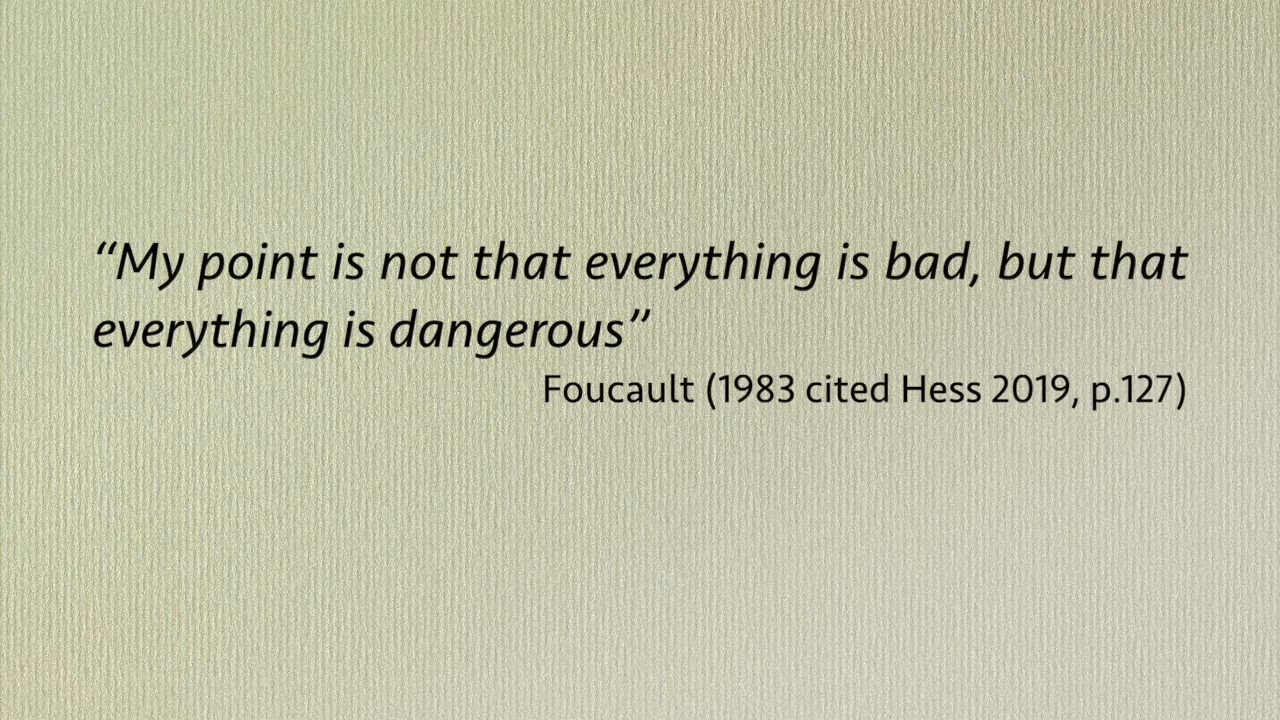 “My point is not that everything is bad, but that
everything is dangerous”
Foucault (1983 cited Hess 2019, p.127)